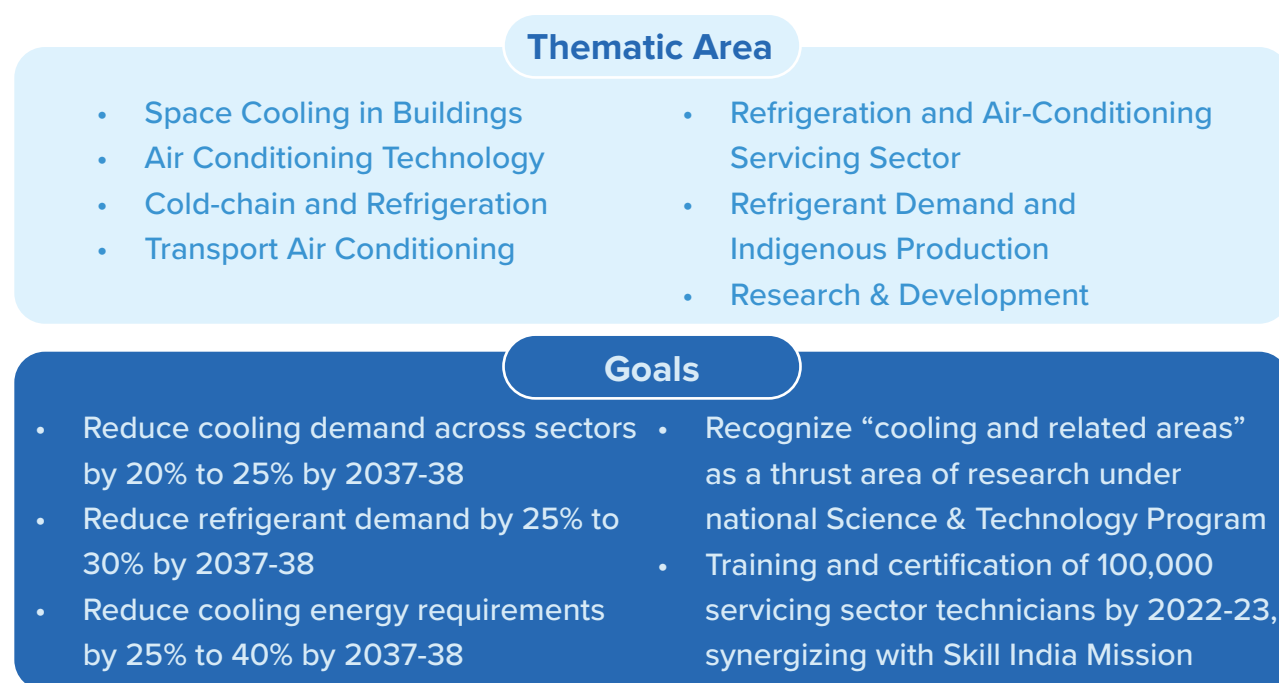 Thematic Area
• Space Cooling in Buildings
• Air Conditioning Technology
• Cold-chain and Refrigeration
• Transport Air Conditioning
• Refrigeration and Air-Conditioning
Servicing Sector
• Refrigerant Demand and
Indigenous Production
• Research & Development
Goals
• Reduce cooling demand across sectors
by 20% to 25% by 2037-38
• Reduce refrigerant demand by 25% to
30% by 2037-38
• Reduce cooling energy requirements
by 25% to 40% by 2037-38
• Recognize “cooling and related areas”
as a thrust area of research under
national Science & Technology Program
• Training and certification of 100,000
servicing sector technicians by 2022-23,
synergizing with Skill India Mission